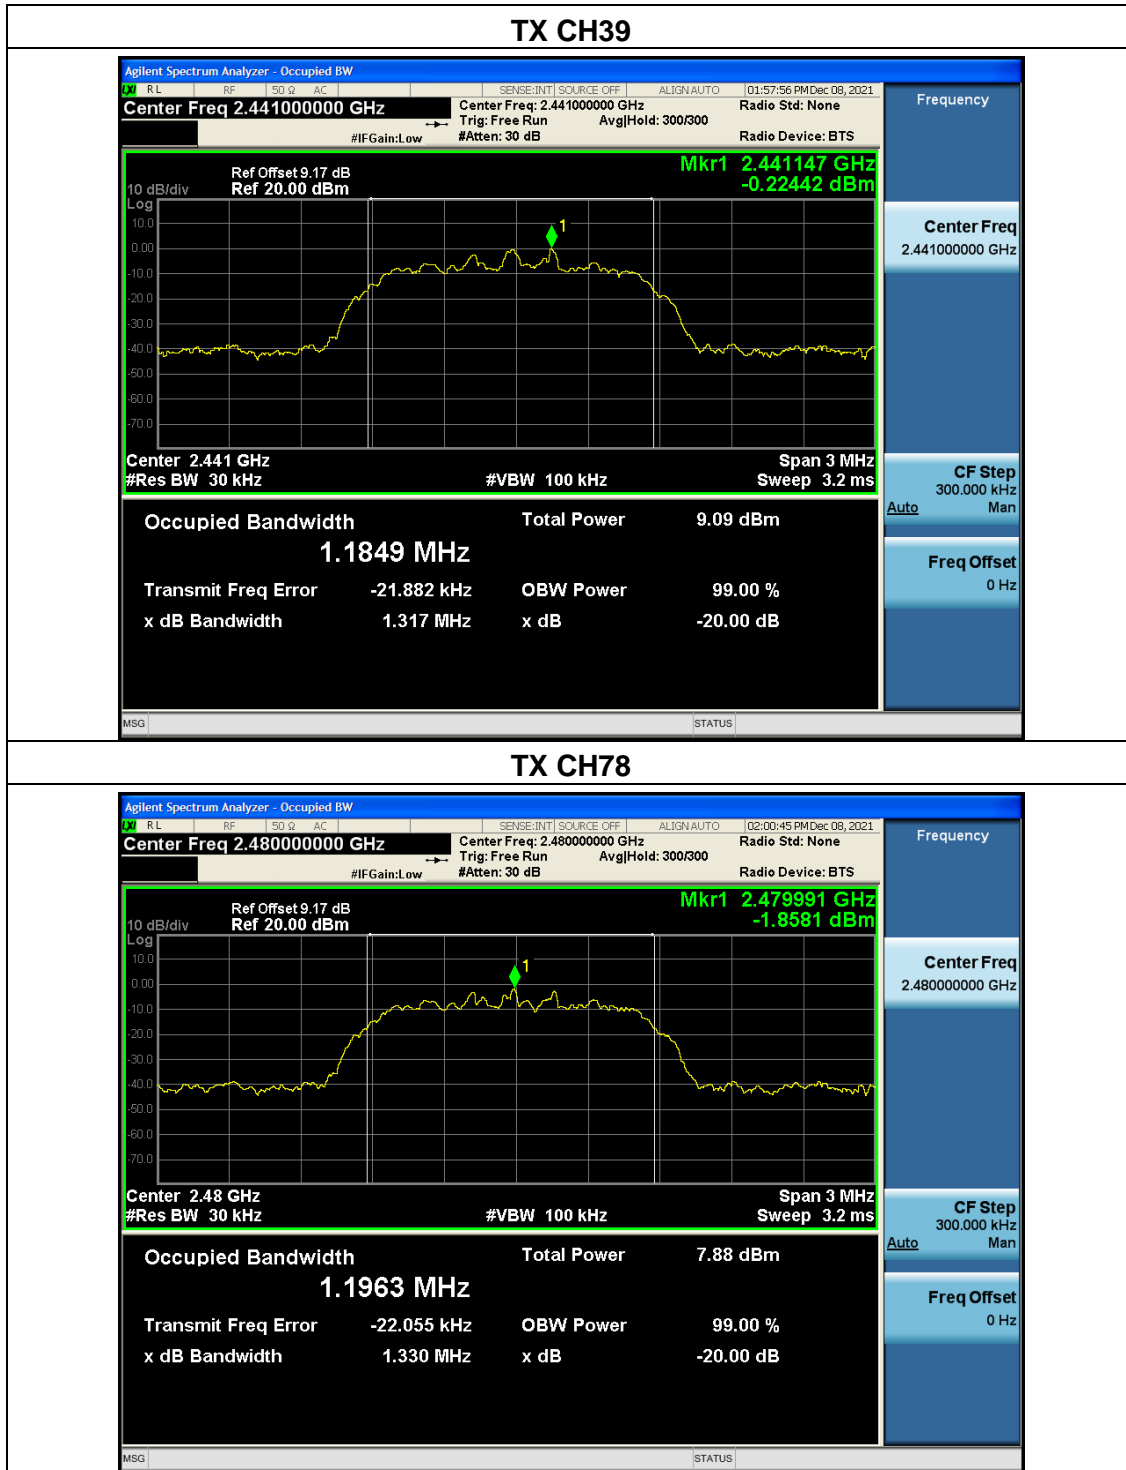 TX CH39
Agilent Spectrum Analyzer - Occupied BW
LXI RL RF 50 Ω AC SENSE:INT SOURCE OFF ALIGN AUTO 01:57:56 PM Dec 08, 2021
Center Freq 2.441000000 GHz
Center Freq: 2.441000000 GHz
Radio Std: None
Trig: Free Run Avg|Hold: 300/300
#IFGain:Low
#Atten: 30 dB
Radio Device: BTS
Frequency
Mkr1 2.441147 GHz
-0.22442 dBm
Ref Offset 9.17 dB
10 dB/div Ref 20.00 dBm
Log
10.0
0.00
-10.0
-20.0
-30.0
-40.0
-50.0
-60.0
-70.0
1
Center Freq
2.441000000 GHz
Center 2.441 GHz Span 3 MHz
#Res BW 30 kHz #VBW 100 kHz Sweep 3.2 ms
CF Step
300.000 kHz
Auto Man
Freq Offset
0 Hz
Occupied Bandwidth Total Power 9.09 dBm
1.1849 MHz
Transmit Freq Error -21.882 kHz OBW Power 99.00 %
x dB Bandwidth 1.317 MHz x dB -20.00 dB
MSG STATUS
TX CH78
Agilent Spectrum Analyzer - Occupied BW
LXI RL RF 50 Ω AC SENSE:INT SOURCE OFF ALIGN AUTO 02:00:45 PM Dec 08, 2021
Center Freq 2.480000000 GHz
Center Freq: 2.480000000 GHz
Radio Std: None
Trig: Free Run Avg|Hold: 300/300
#IFGain:Low
#Atten: 30 dB
Radio Device: BTS
Frequency
Mkr1 2.479991 GHz
-1.8581 dBm
Ref Offset 9.17 dB
10 dB/div Ref 20.00 dBm
Log
10.0
0.00
-10.0
-20.0
-30.0
-40.0
-50.0
-60.0
-70.0
1
Center Freq
2.480000000 GHz
Center 2.48 GHz Span 3 MHz
#Res BW 30 kHz #VBW 100 kHz Sweep 3.2 ms
CF Step
300.000 kHz
Auto Man
Freq Offset
0 Hz
Occupied Bandwidth Total Power 7.88 dBm
1.1963 MHz
Transmit Freq Error -22.055 kHz OBW Power 99.00 %
x dB Bandwidth 1.330 MHz x dB -20.00 dB
MSG STATUS